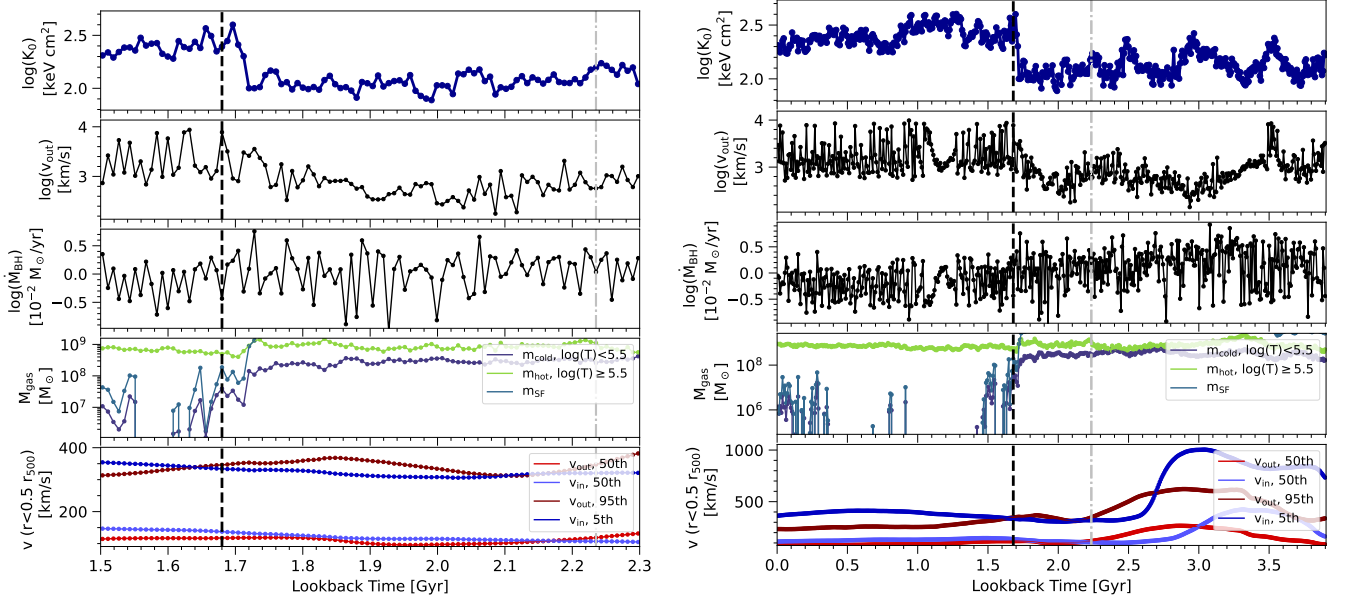 log(K₀)
[keV cm²]
2.5
2.0
log(v_out)
[km/s]
4
3
log(Ṁ_BH)
[10⁻² M_⊙/yr]
0.5
0.0
−0.5
M_gas
[M_⊙]
10⁹
10⁸
10⁷
m_cold, log(T)<5.5
m_hot, log(T)≥5.5
m_SF
v (r<0.5 r₅₀₀)
[km/s]
400
200
v_out, 50th
v_in, 50th
v_out, 95th
v_in, 5th
1.5 1.6 1.7 1.8 1.9 2.0 2.1 2.2 2.3
Lookback Time [Gyr]
log(K₀)
[keV cm²]
2.5
2.0
log(v_out)
[km/s]
4
3
log(Ṁ_BH)
[10⁻² M_⊙/yr]
0.5
0.0
−0.5
M_gas
[M_⊙]
10⁸
10⁶
m_cold, log(T)<5.5
m_hot, log(T)≥5.5
m_SF
v (r<0.5 r₅₀₀)
[km/s]
1000
500
v_out, 50th
v_in, 50th
v_out, 95th
v_in, 5th
0.0 0.5 1.0 1.5 2.0 2.5 3.0 3.5
Lookback Time [Gyr]